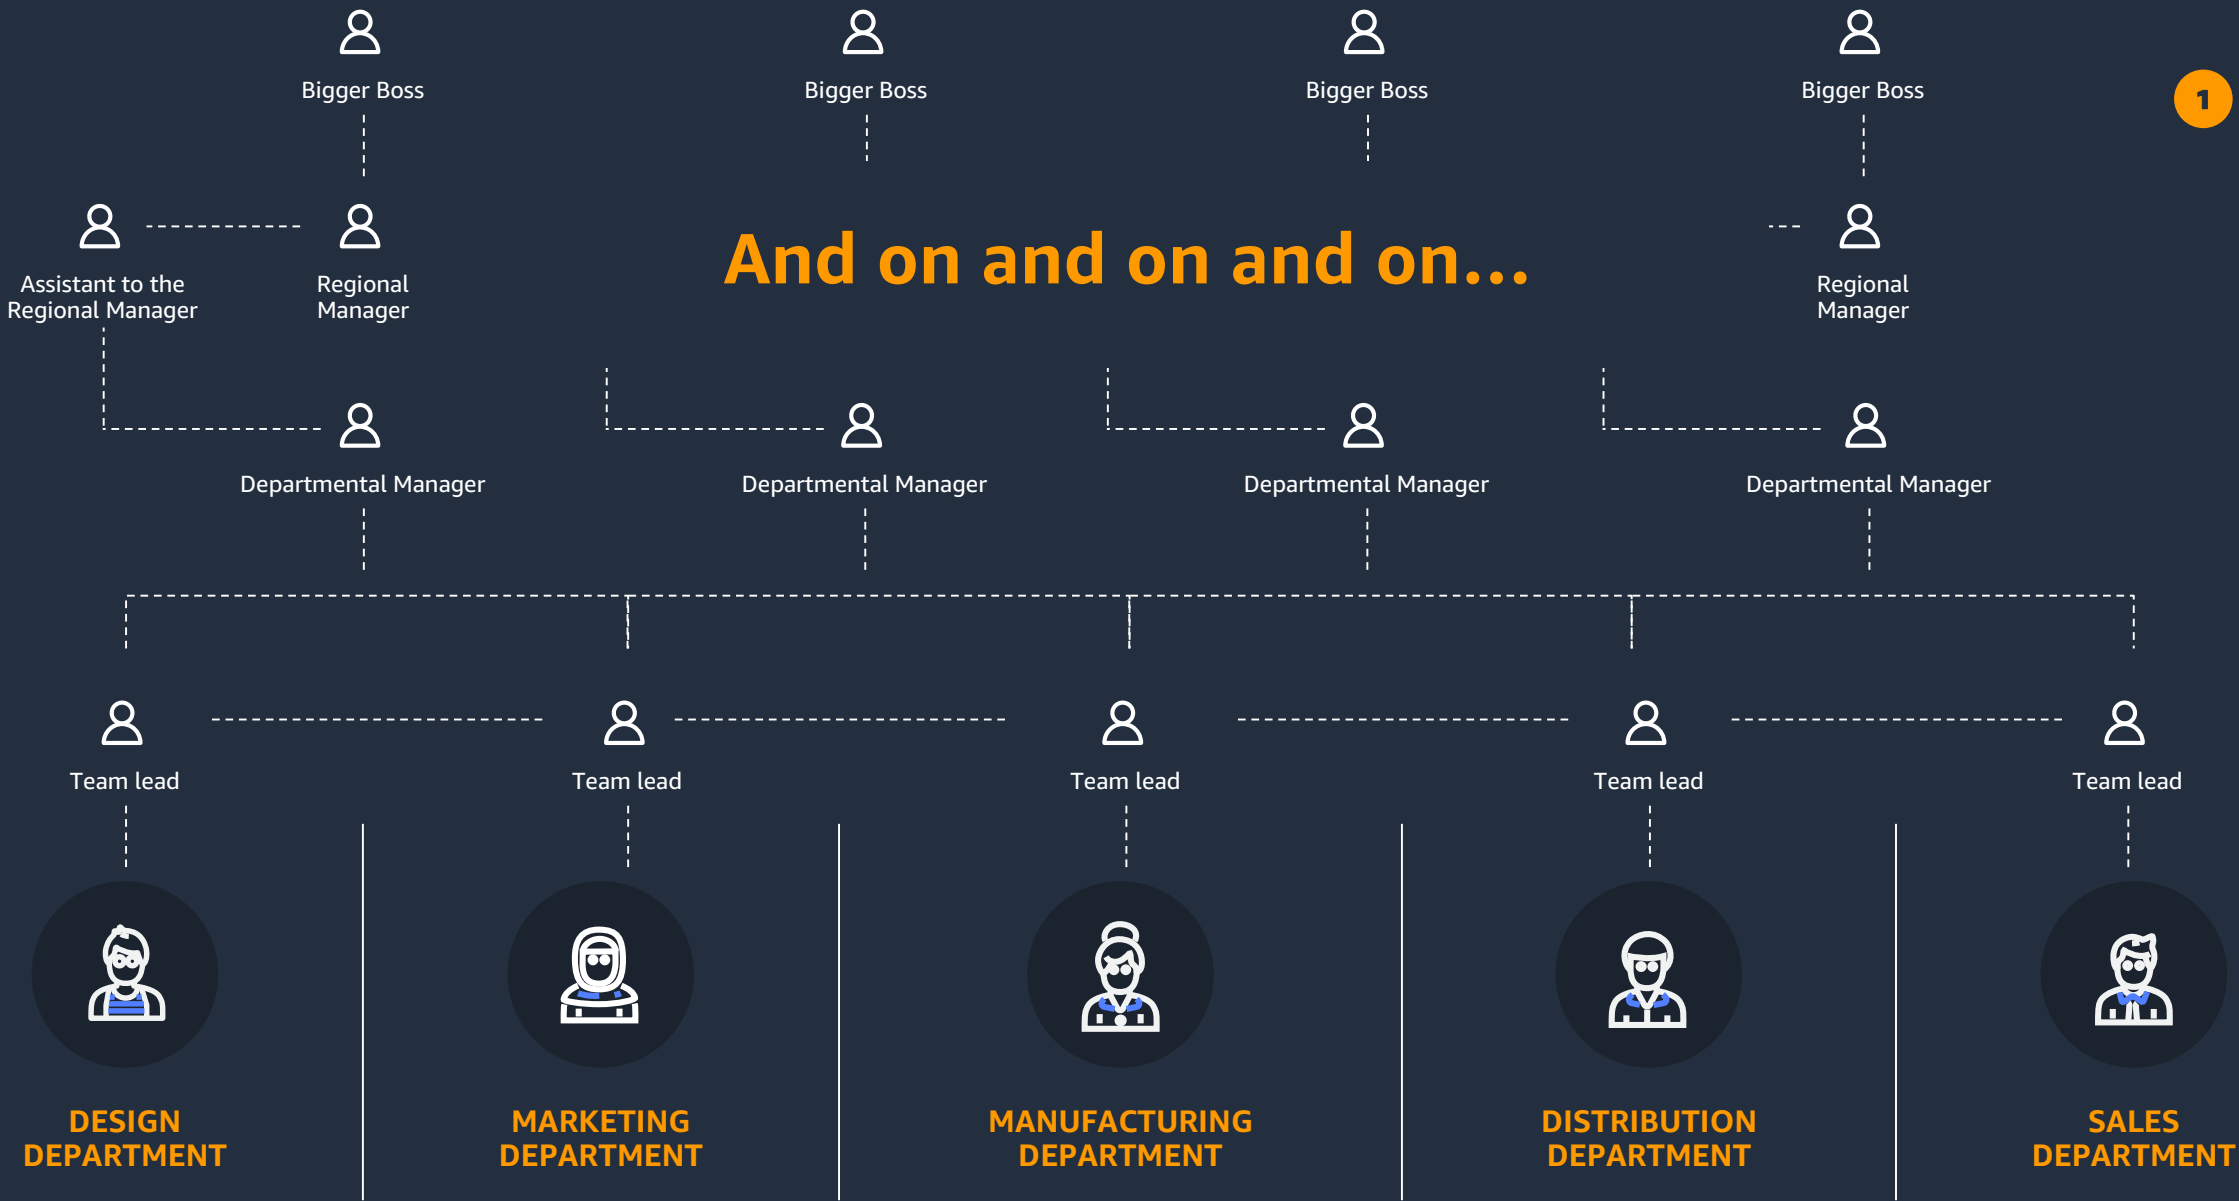 Bigger Boss
Bigger Boss
Bigger Boss
Bigger Boss
1
Assistant to the
Regional Manager
Regional
Manager
And on and on and on...
Regional
Manager
Departmental Manager
Departmental Manager
Departmental Manager
Departmental Manager
Team lead
Team lead
Team lead
Team lead
Team lead
DESIGN
DEPARTMENT
MARKETING
DEPARTMENT
MANUFACTURING
DEPARTMENT
DISTRIBUTION
DEPARTMENT
SALES
DEPARTMENT